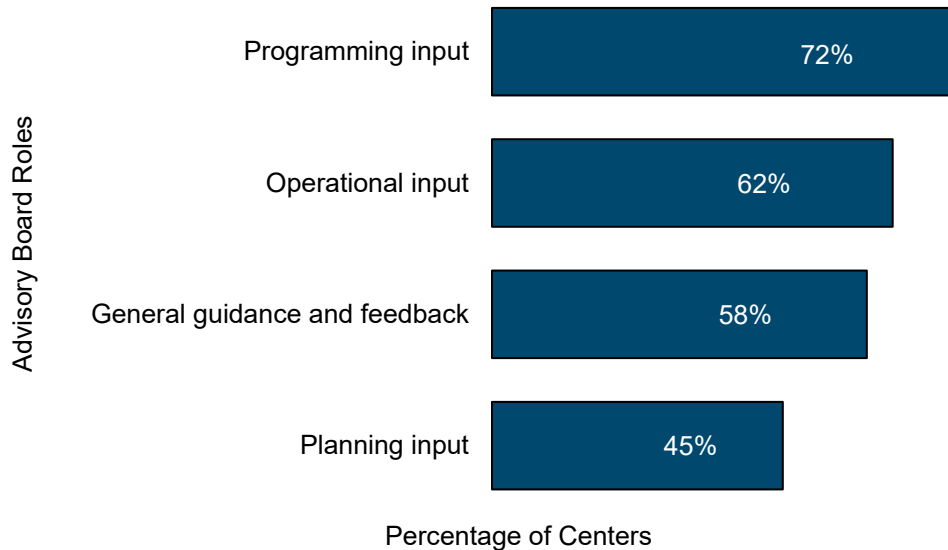 Advisory Board Roles
Programming input
72%
Operational input
62%
General guidance and feedback
58%
Planning input
45%
Percentage of Centers